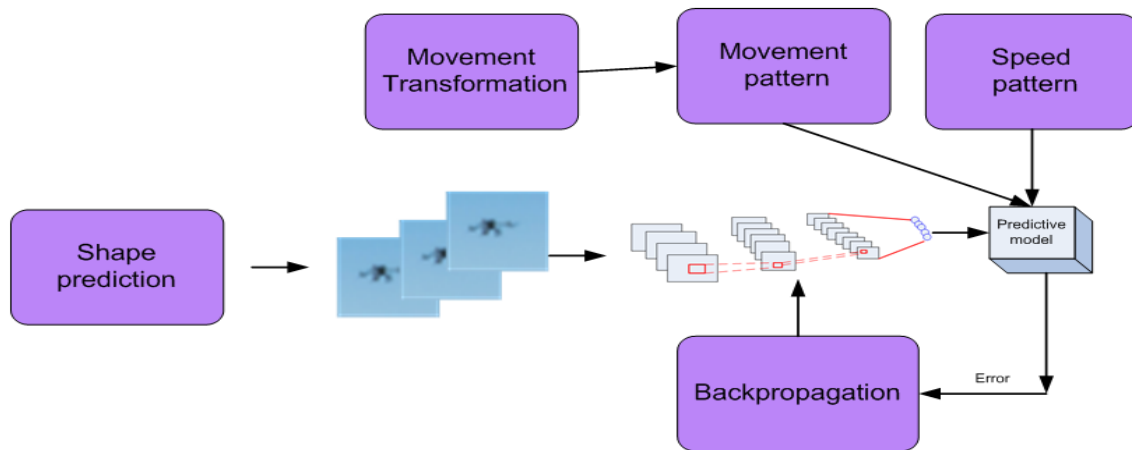 Movement
Transformation
Movement
pattern
Speed
pattern
Shape
prediction
Predictive
model
Backpropagation
Error